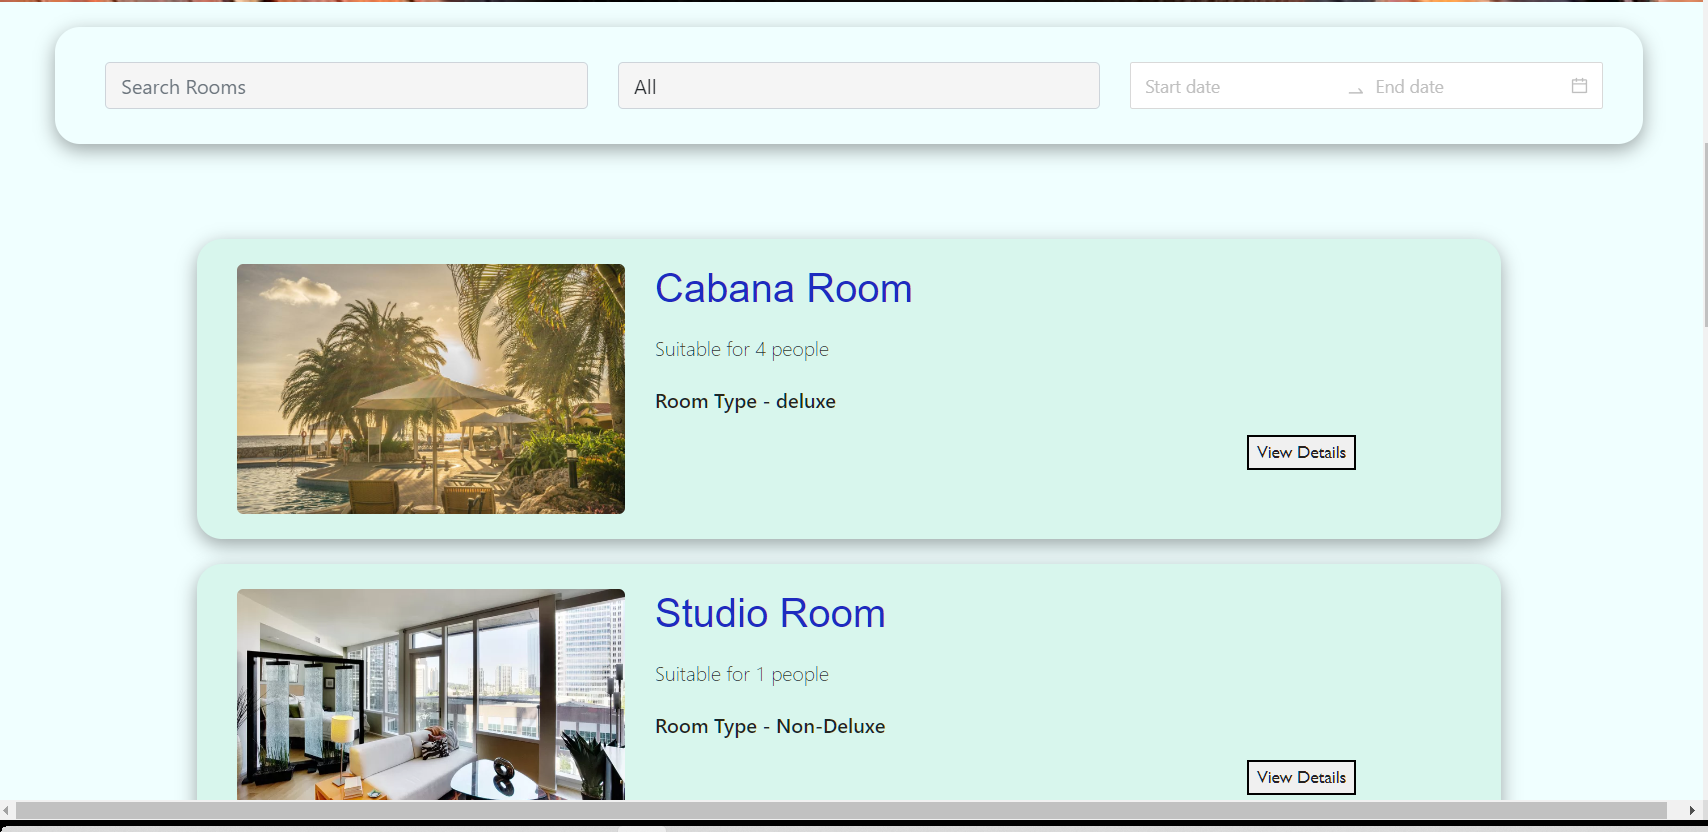 Search Rooms
All
Start date
End date
Cabana Room
Suitable for 4 people
Room Type - deluxe
View Details
Studio Room
Suitable for 1 people
Room Type - Non-Deluxe
View Details